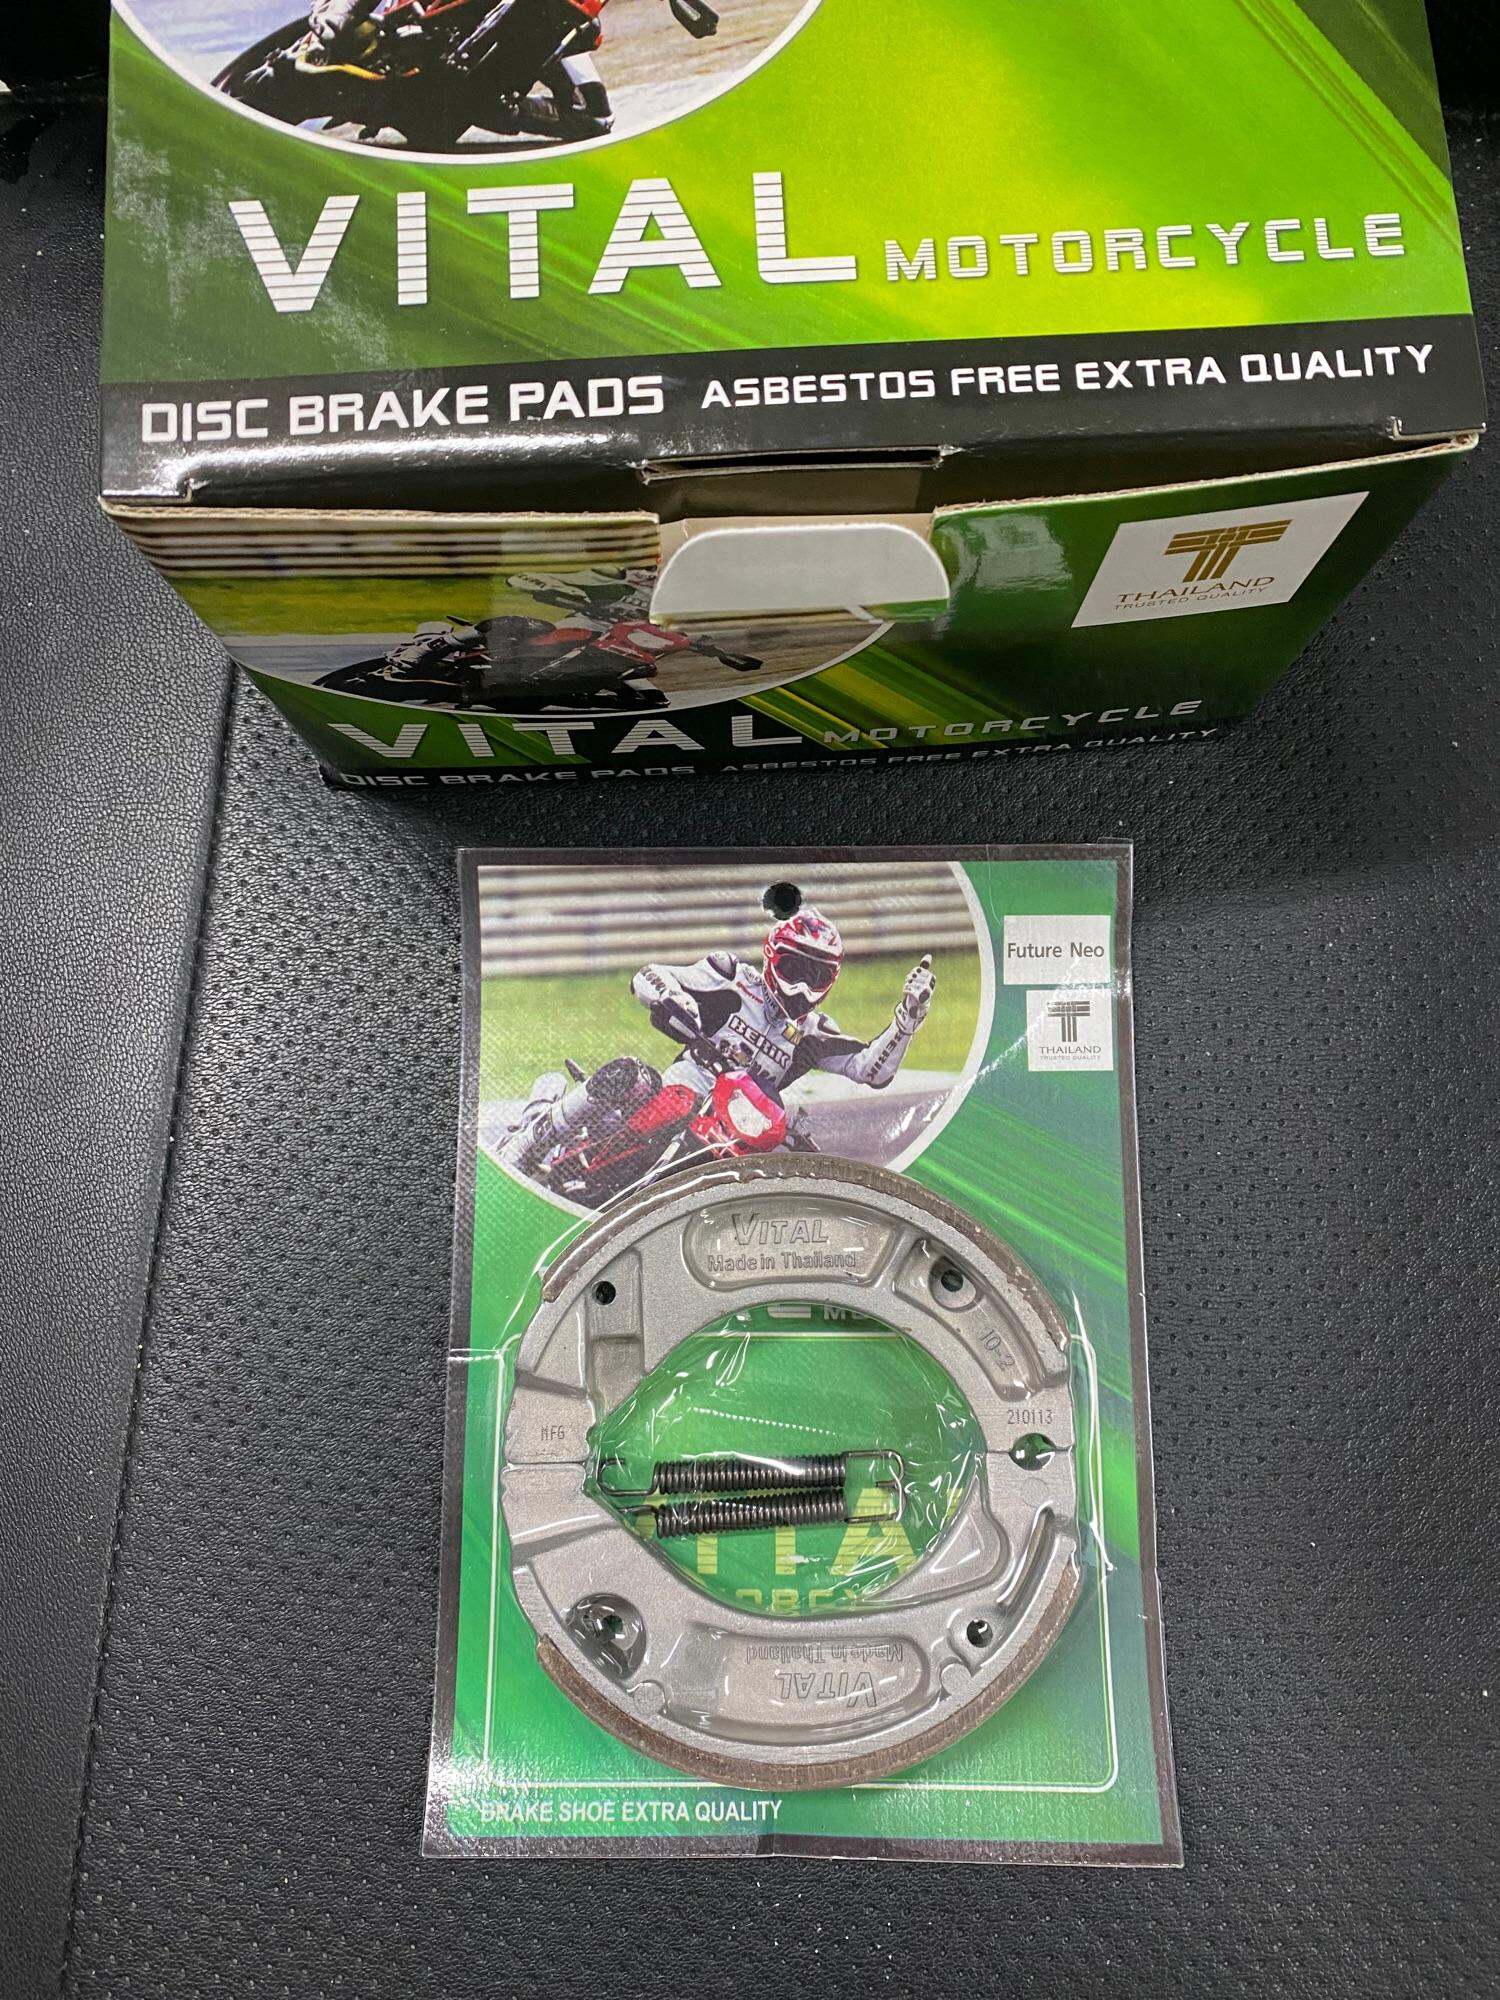 VITAL MOTORCYCLE
DISC BRAKE PADS ASBESTOS FREE EXTRA QUALITY
THAILAND
TRUSTED QUALITY
VITAL MOTORCYCLE
DISC BRAKE PADS ASBESTOS FREE EXTRA QUALITY
Future Neo
THAILAND
TRUSTED QUALITY
BERIK
VITAL
Made in Thailand
10-2
MFG
210113
VITAL
Made in Thailand
BRAKE SHOE EXTRA QUALITY